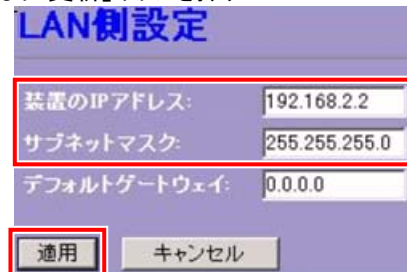 LAN側設定
装置のIPアドレス: 192.168.2.2
サブネットマスク: 255.255.255.0
デフォルトゲートウェイ: 0.0.0.0
適用 キャンセル